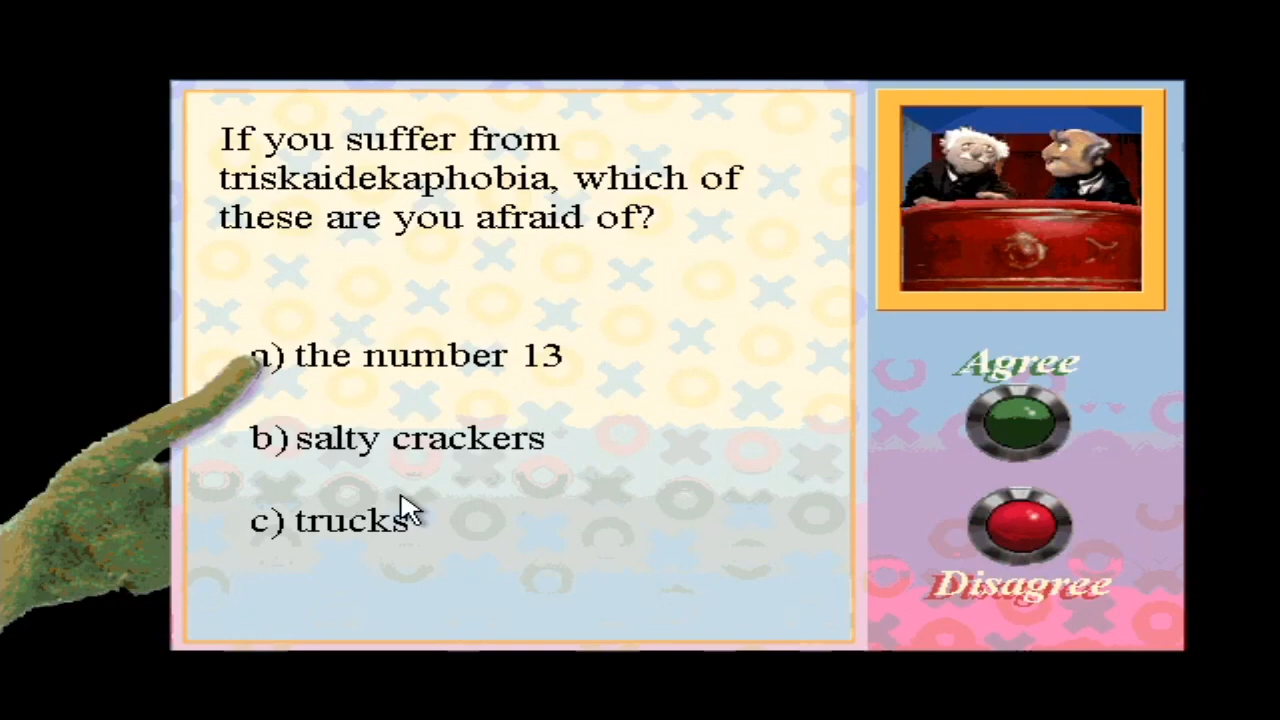 If you suffer from
triskaidekaphobia, which of
these are you afraid of?
a) the number 13
b) salty crackers
c) trucks
Agree
Disagree